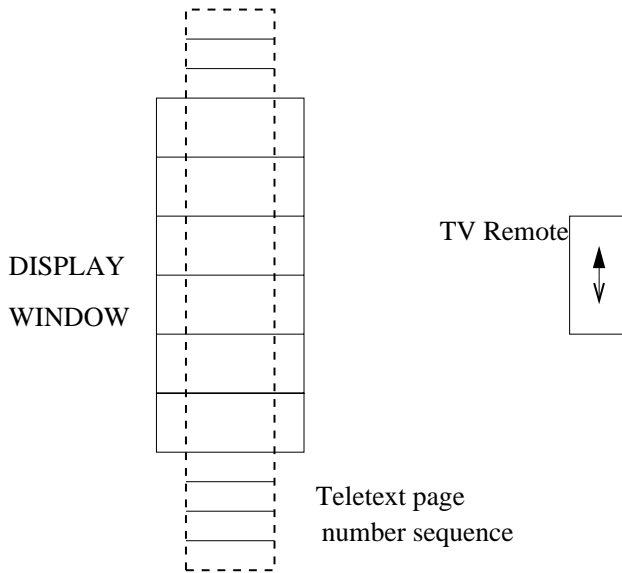 TV Remote
DISPLAY
WINDOW
Teletext page
number sequence